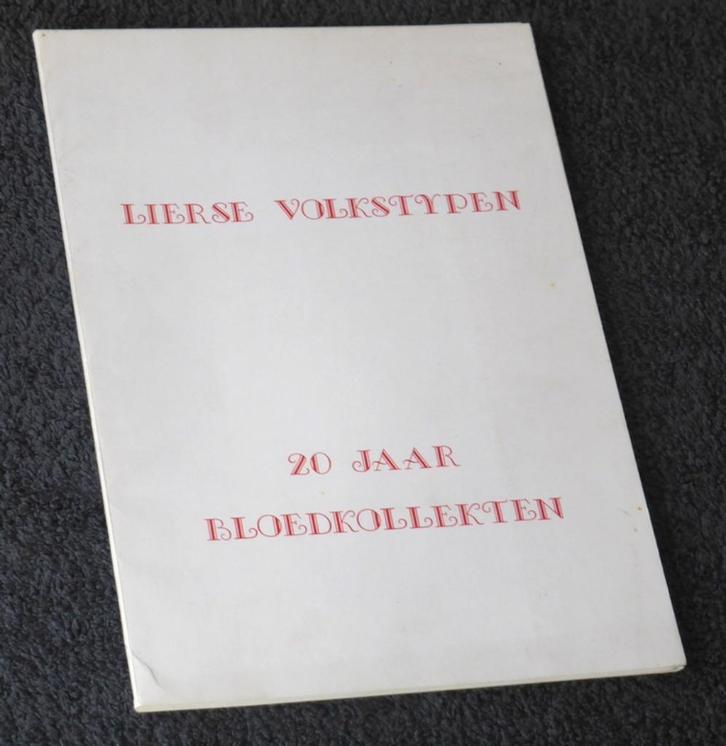 LIERSE VOLKSTYPEN
20 JAAR
BLOEDKOLLEKTEN